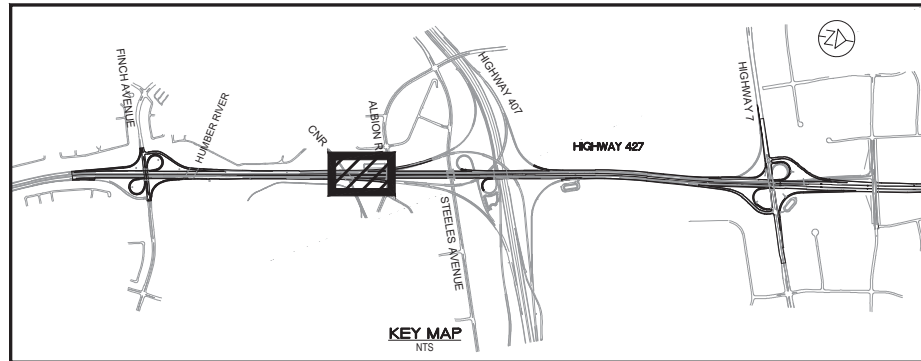 FINCH AVENUE
HUMBER RIVER
CNR
ALBION R
STEELES AVENUE
HIGHWAY 407
HIGHWAY 427
HIGHWAY 7
N
KEY MAP
NTS